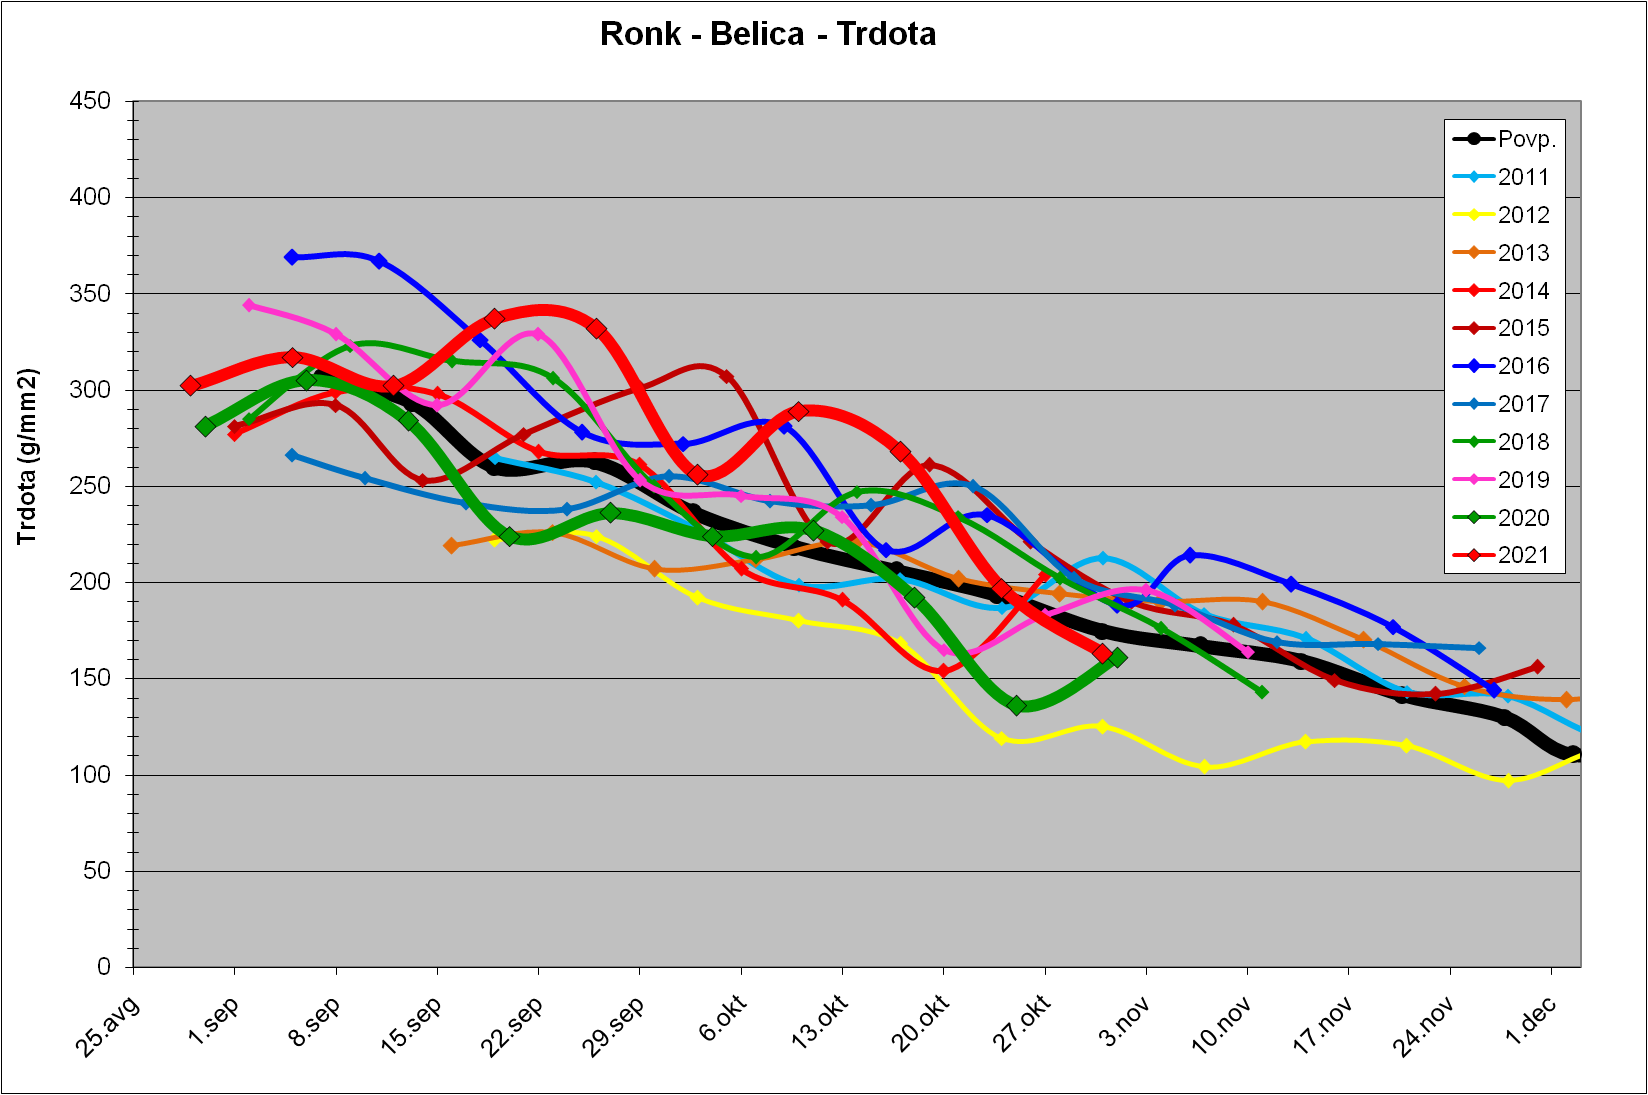 Ronk - Belica - Trdota
Trdota (g/mm2)
450
400
350
300
250
200
150
100
50
0
25.avg
1.sep
8.sep
15.sep
22.sep
29.sep
6.okt
13.okt
20.okt
27.okt
3.nov
10.nov
17.nov
24.nov
1.dec
Povp.
2011
2012
2013
2014
2015
2016
2017
2018
2019
2020
2021